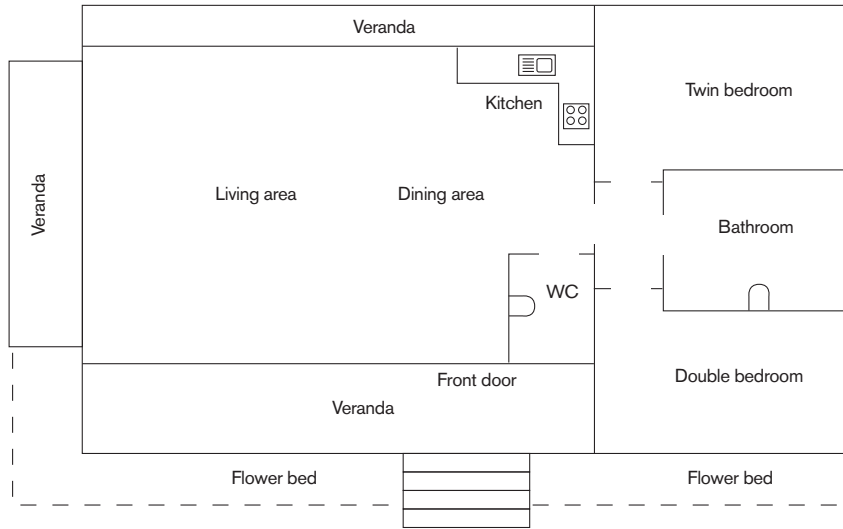 Veranda
Twin bedroom
Kitchen
Veranda
Living area
Dining area
Bathroom
WC
Front door
Double bedroom
Veranda
Flower bed
Flower bed